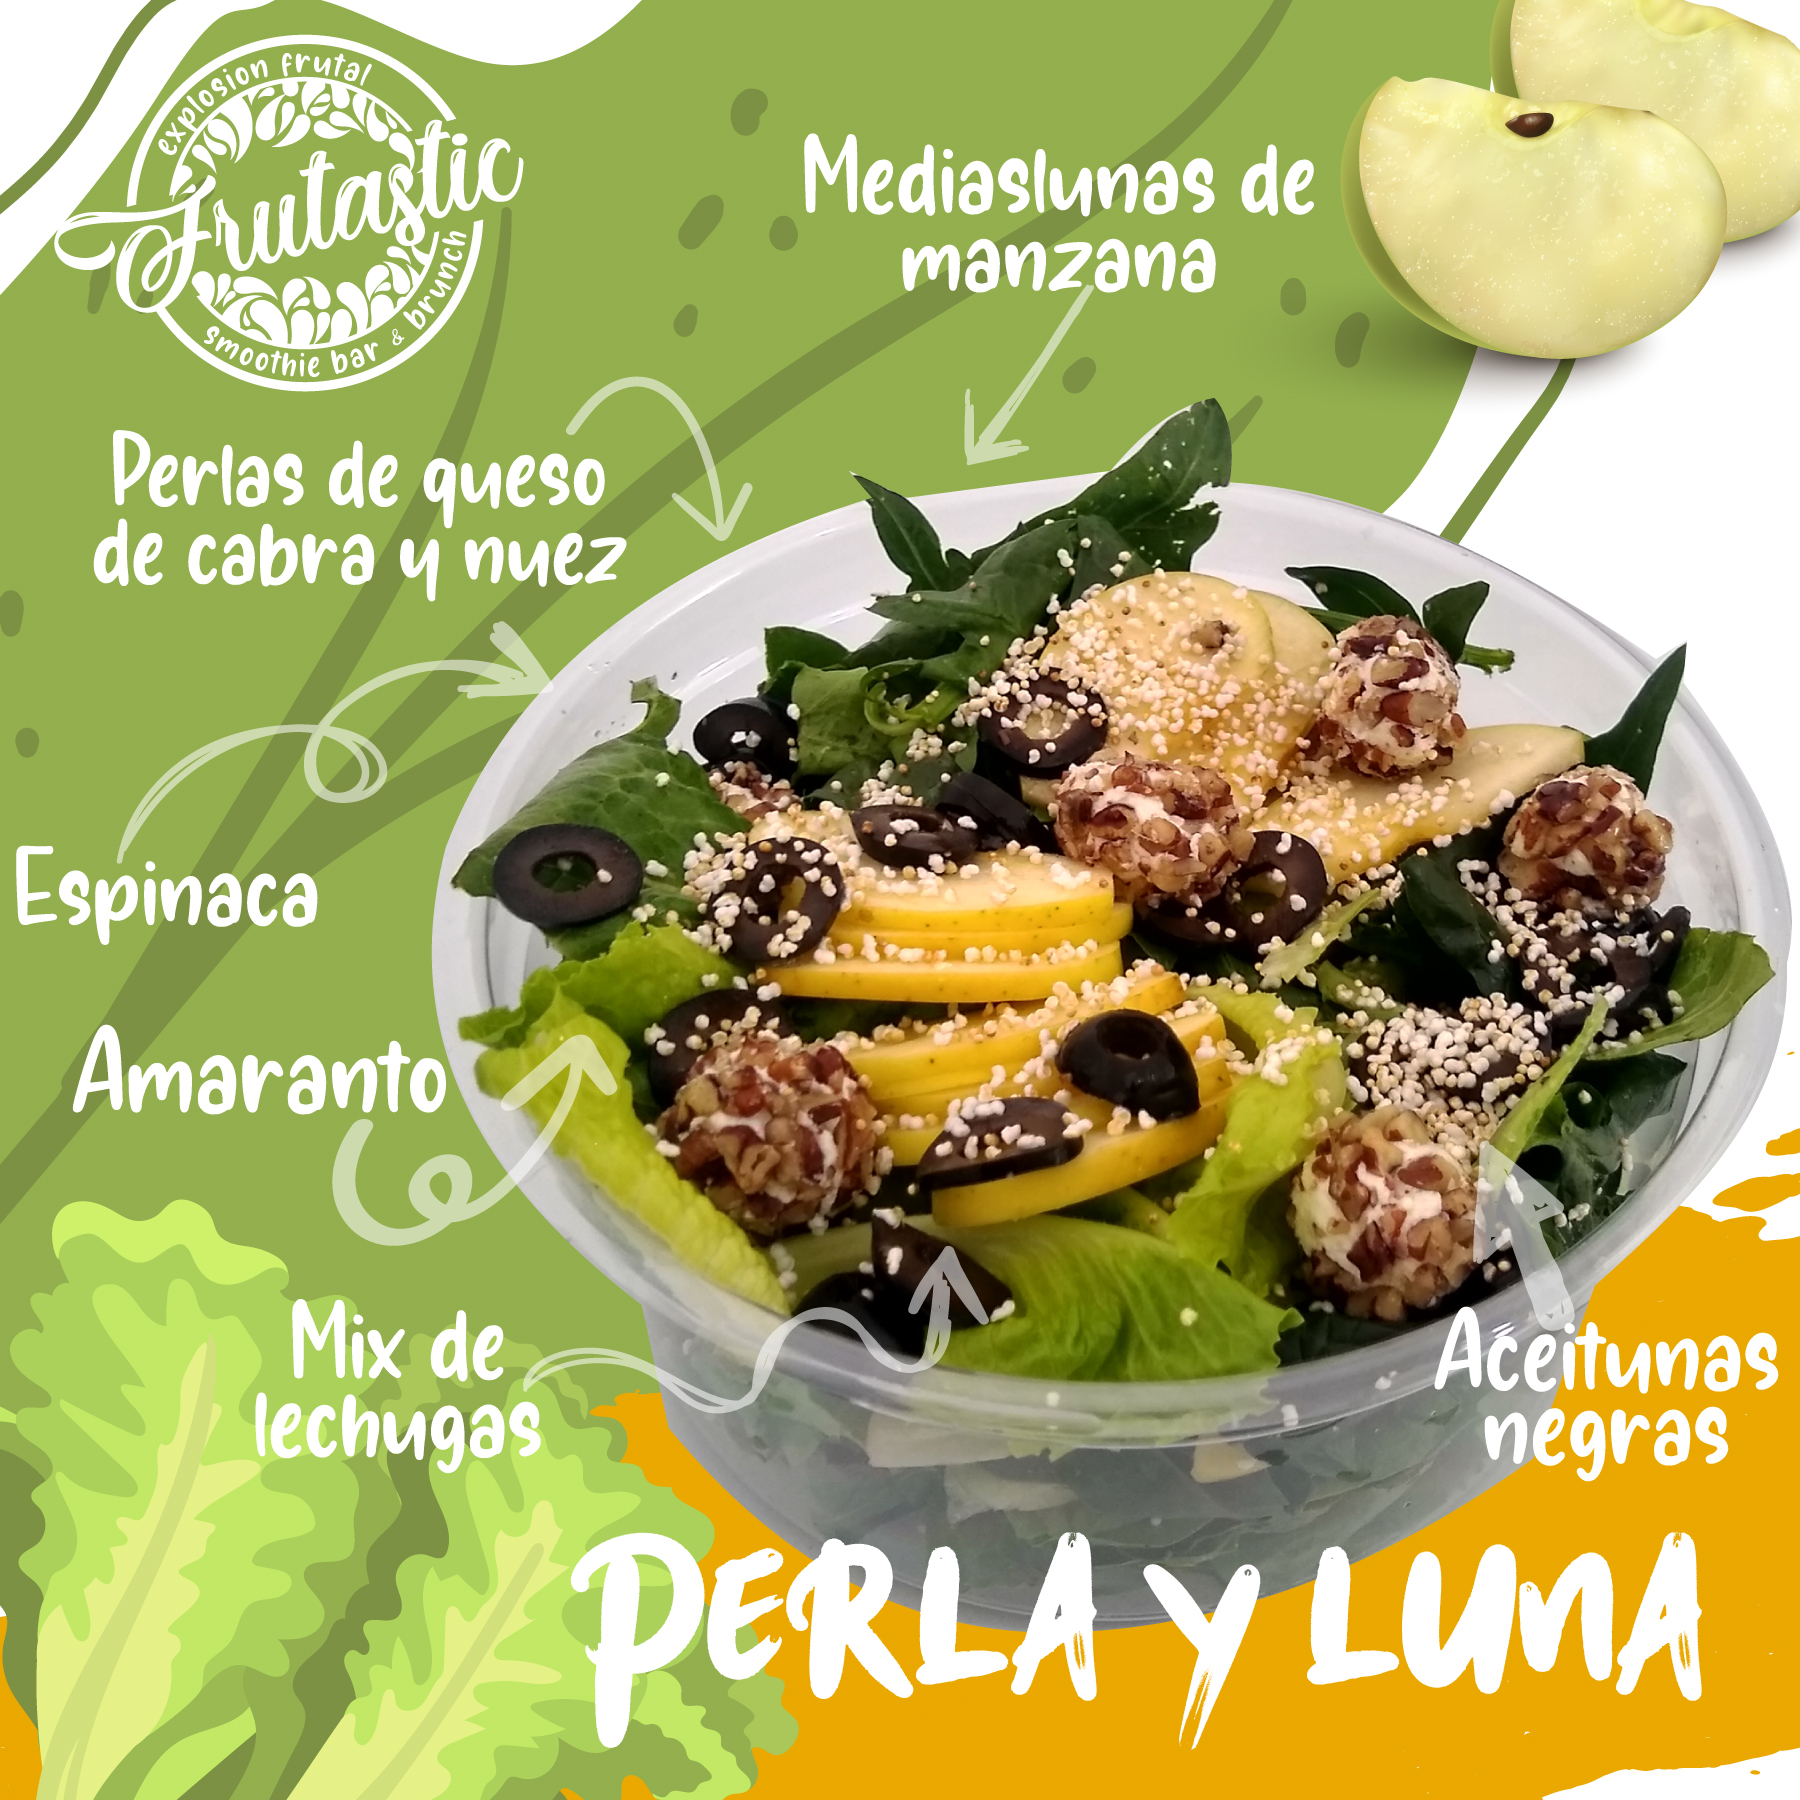 explosion frutal
Frutastic
smoothie bar & brunch
Mediaslunas de
manzana
Perlas de queso
de cabra y nuez
Espinaca
Amaranto
Mix de
lechugas
Aceitunas
negras
PERLA Y LUNA